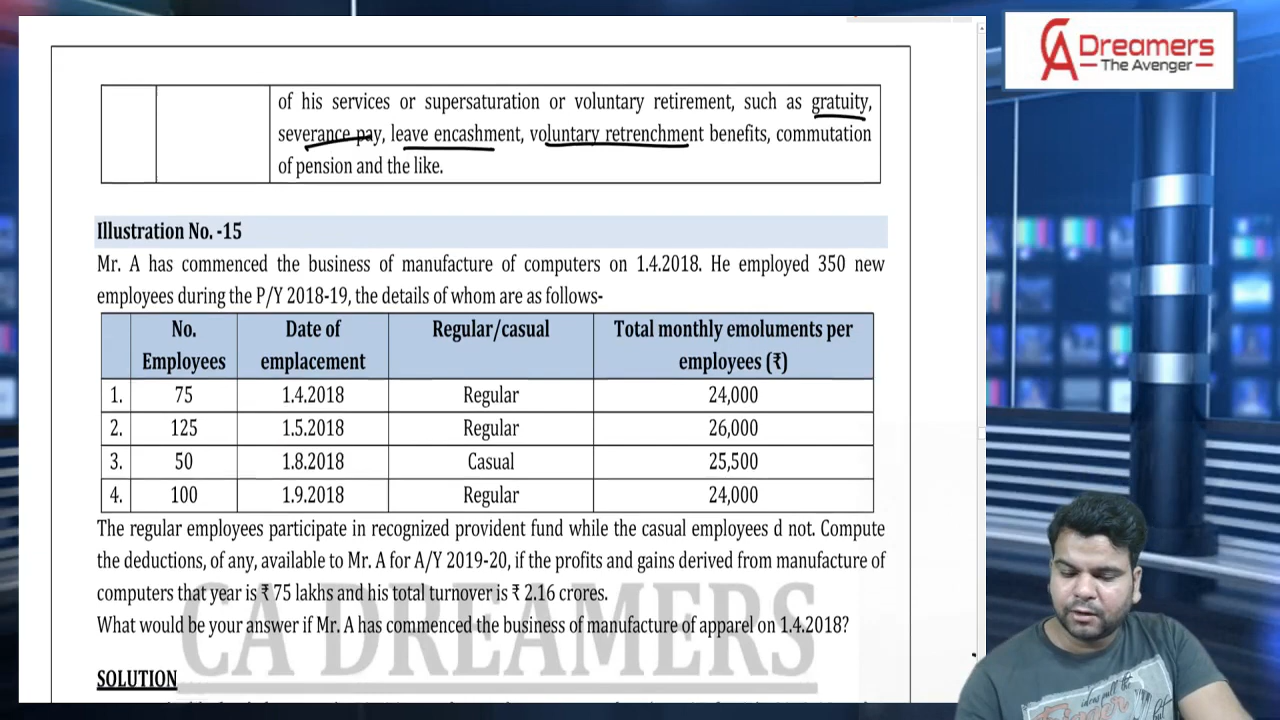 Dreamers
The Avenger
of his services or supersaturation or voluntary retirement, such as gratuity,
severance pay, leave encashment, voluntary retrenchment benefits, commutation
of pension and the like.
Illustration No. -15
Mr. A has commenced the business of manufacture of computers on 1.4.2018. He employed 350 new
employees during the P/Y 2018-19, the details of whom are as follows-
No. Employees Date of emplacement Regular/casual Total monthly emoluments per employees (₹)
1. 75 1.4.2018 Regular 24,000
2. 125 1.5.2018 Regular 26,000
3. 50 1.8.2018 Casual 25,500
4. 100 1.9.2018 Regular 24,000
The regular employees participate in recognized provident fund while the casual employees d not. Compute
the deductions, of any, available to Mr. A for A/Y 2019-20, if the profits and gains derived from manufacture of
computers that year is ₹ 75 lakhs and his total turnover is ₹ 2.16 crores.
What would be your answer if Mr. A has commenced the business of manufacture of apparel on 1.4.2018?
CA DREAMERS
SOLUTION